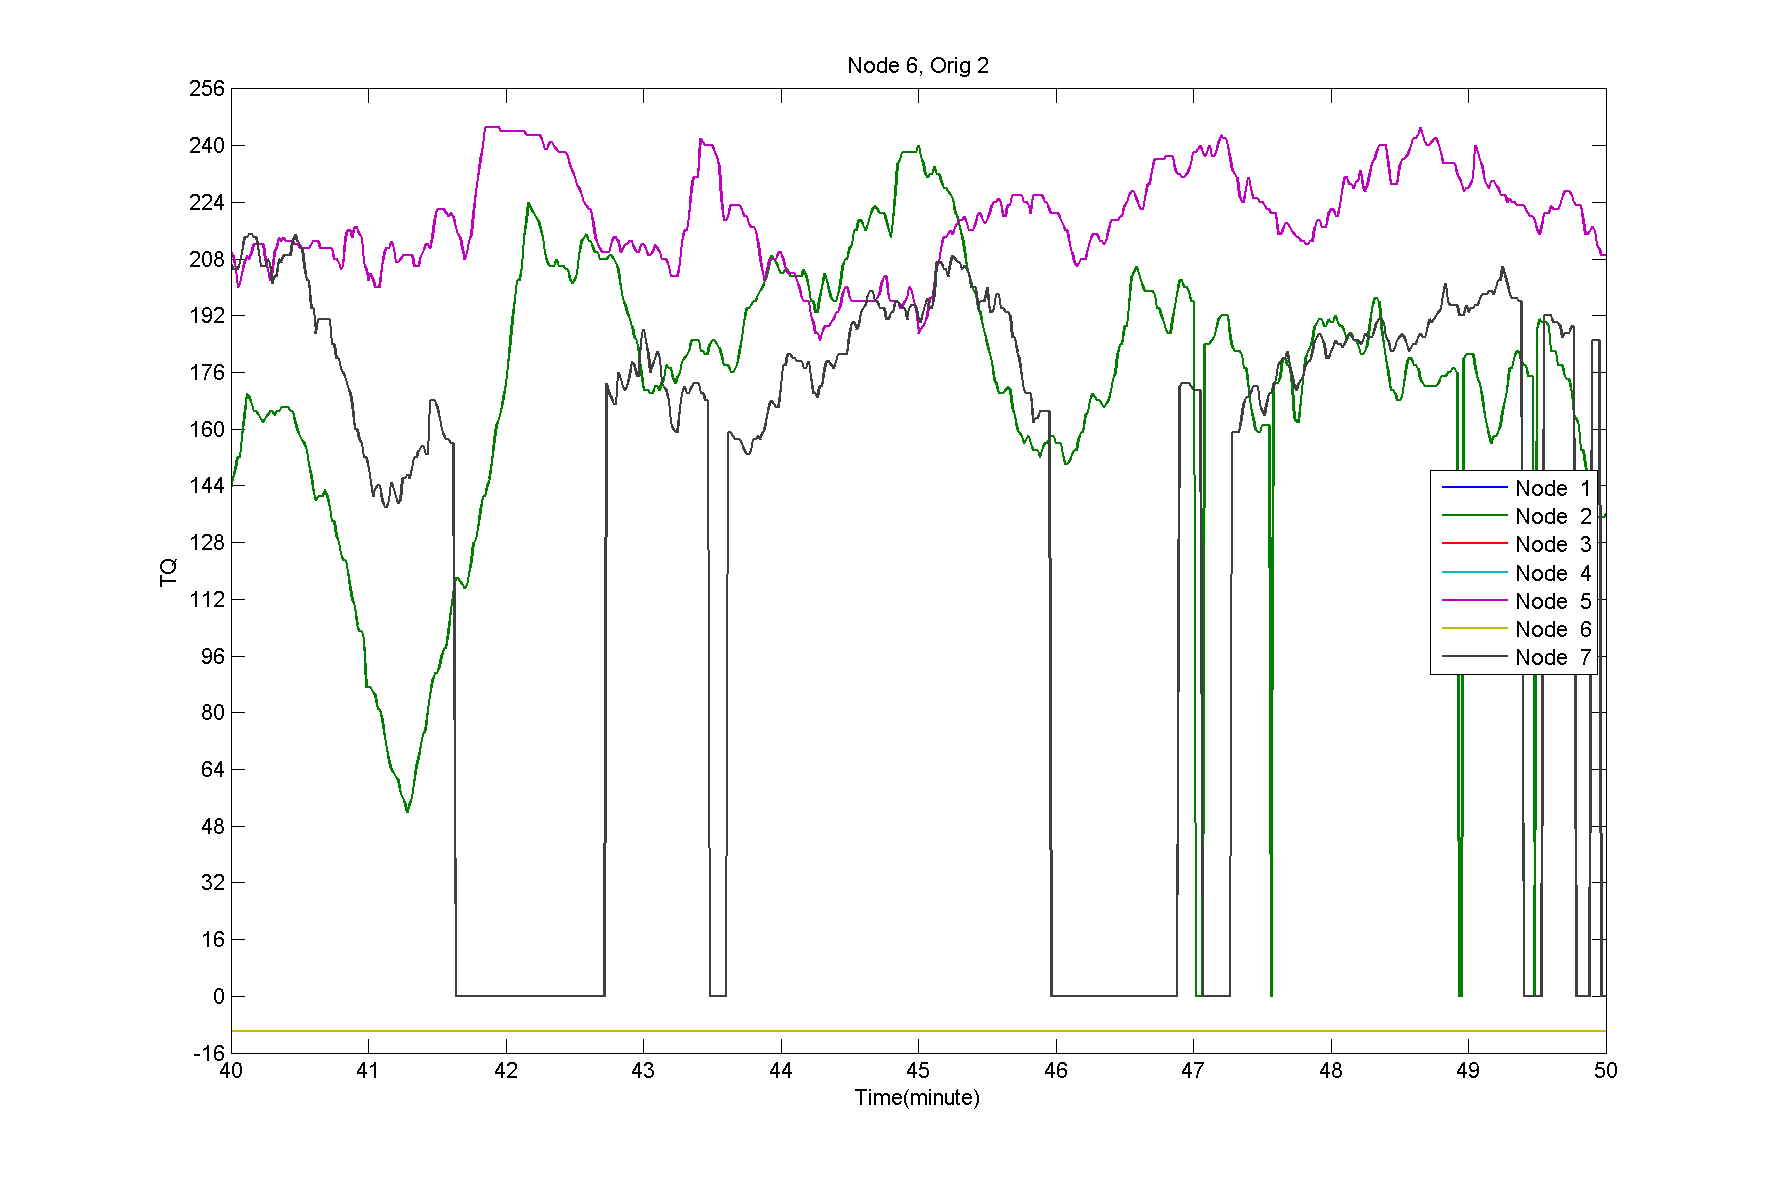 Node 6, Orig 2
256
240
224
208
192
176
160
144
128
112
96
80
64
48
32
16
0
-16
TQ
Node 1
Node 2
Node 3
Node 4
Node 5
Node 6
Node 7
40 41 42 43 44 45 46 47 48 49 50
Time(minute)